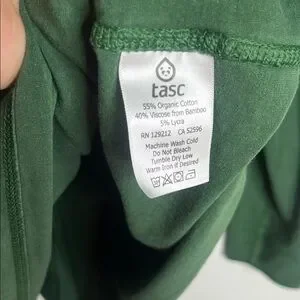 tasc
55% Organic Cotton
40% Viscose from Bamboo
5% Lycra
RN 129212 CA 52596
Machine Wash Cold
Do Not Bleach
Tumble Dry Low
Warm Iron if Desired